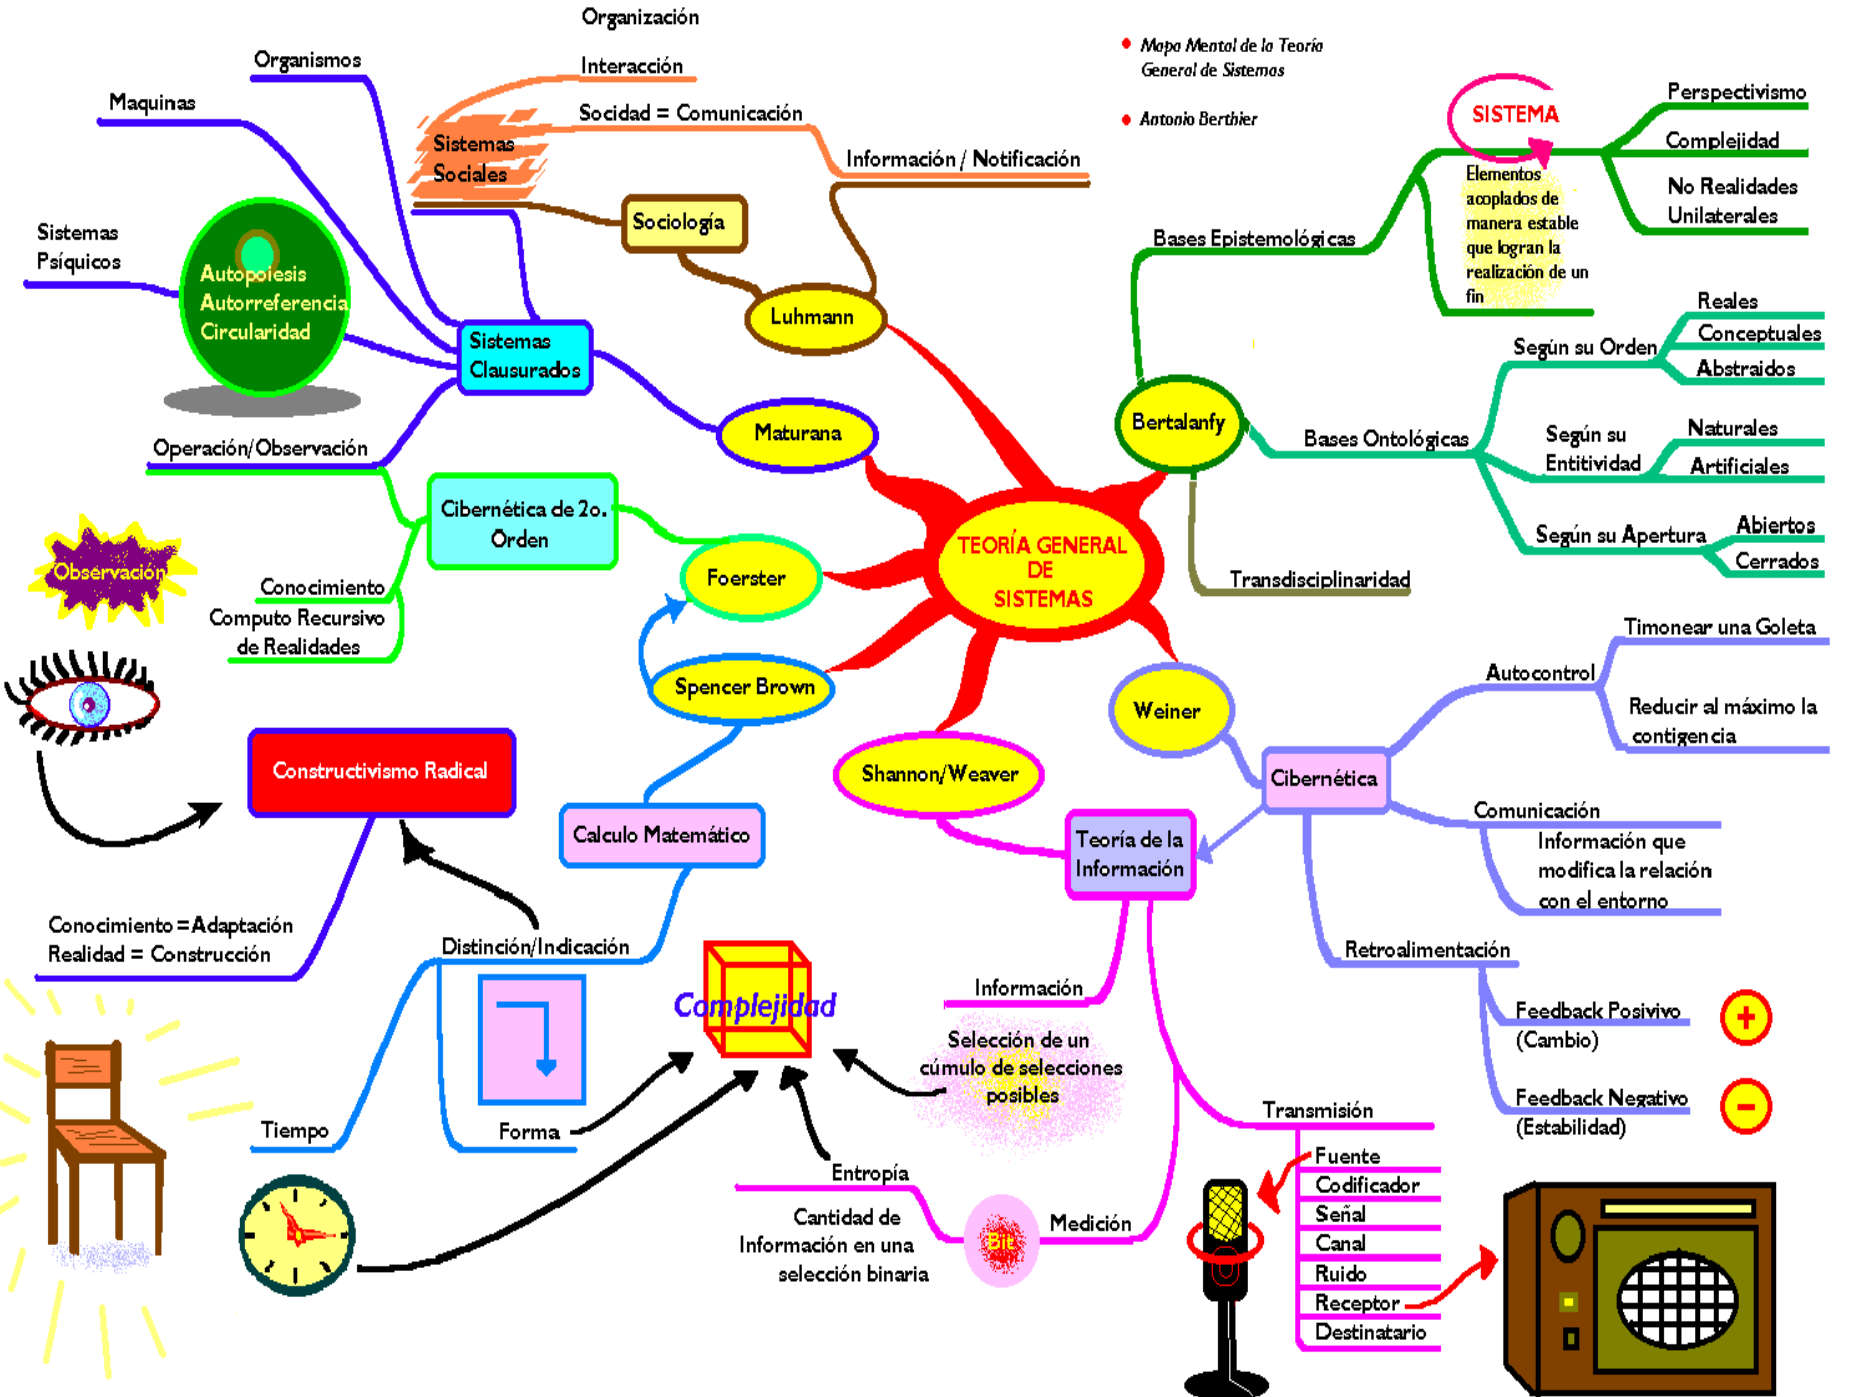 Organización
Interacción
Socidad = Comunicación
Información / Notificación
Sistemas
Sociales
Sociología
Luhmann
Organismos
Maquinas
Sistemas
Psíquicos
Autopoiesis
Autorreferencia
Circularidad
Sistemas
Clausurados
Maturana
Operación/Observación
Cibernética de 2o.
Orden
Foerster
Observación
Conocimiento
Computo Recursivo
de Realidades
Spencer Brown
Constructivismo Radical
Calculo Matemático
Conocimiento =Adaptación
Realidad = Construcción
Distinción/Indicación
Tiempo
Forma
Complejidad
TEORÍA GENERAL
DE
SISTEMAS
Mapa Mental de la Teoría
General de Sistemas
Antonio Berthier
SISTEMA
Elementos
acoplados de
manera estable
que logran la
realización de un
fin
Perspectivismo
Complejidad
No Realidades
Unilaterales
Bases Epistemológicas
Bertalanfy
Bases Ontológicas
Según su Orden
Reales
Conceptuales
Abstraidos
Según su
Entitividad
Naturales
Artificiales
Según su Apertura
Abiertos
Cerrados
Transdisciplinaridad
Weiner
Cibernética
Autocontrol
Timonear una Goleta
Reducir al máximo la
contigencia
Comunicación
Información que
modifica la relación
con el entorno
Retroalimentación
Feedback Posivivo
(Cambio)
+
Feedback Negativo
(Estabilidad)
−
Shannon/Weaver
Teoría de la
Información
Información
Selección de un
cúmulo de selecciones
posibles
Entropía
Cantidad de
Información en una
selección binaria
Bit
Medición
Transmisión
Fuente
Codificador
Señal
Canal
Ruido
Receptor
Destinatario